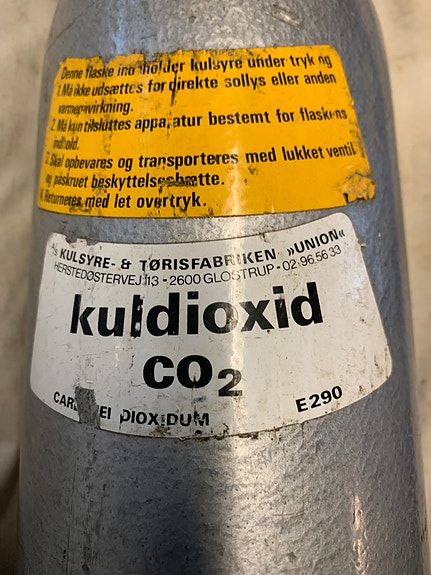 Denne flaske indholder kulsyre under tryk og
1. Må ikke udsættes for direkte sollys eller anden
varmepåvirkning.
2. Må kun tilsluttes apparatur bestemt for flaskens
indhold.
3. Skal opbevares og transporteres med lukket ventil
og påskruet beskyttelseshætte.
4. Returneres med let overtryk.
A/S KULSYRE- & TØRISFABRIKEN »UNION«
HERSTEDØSTERVEJ 113 - 2600 GLOSTRUP - 02-96 56 33
kuldioxid
CO2
DIOXIDUM E290